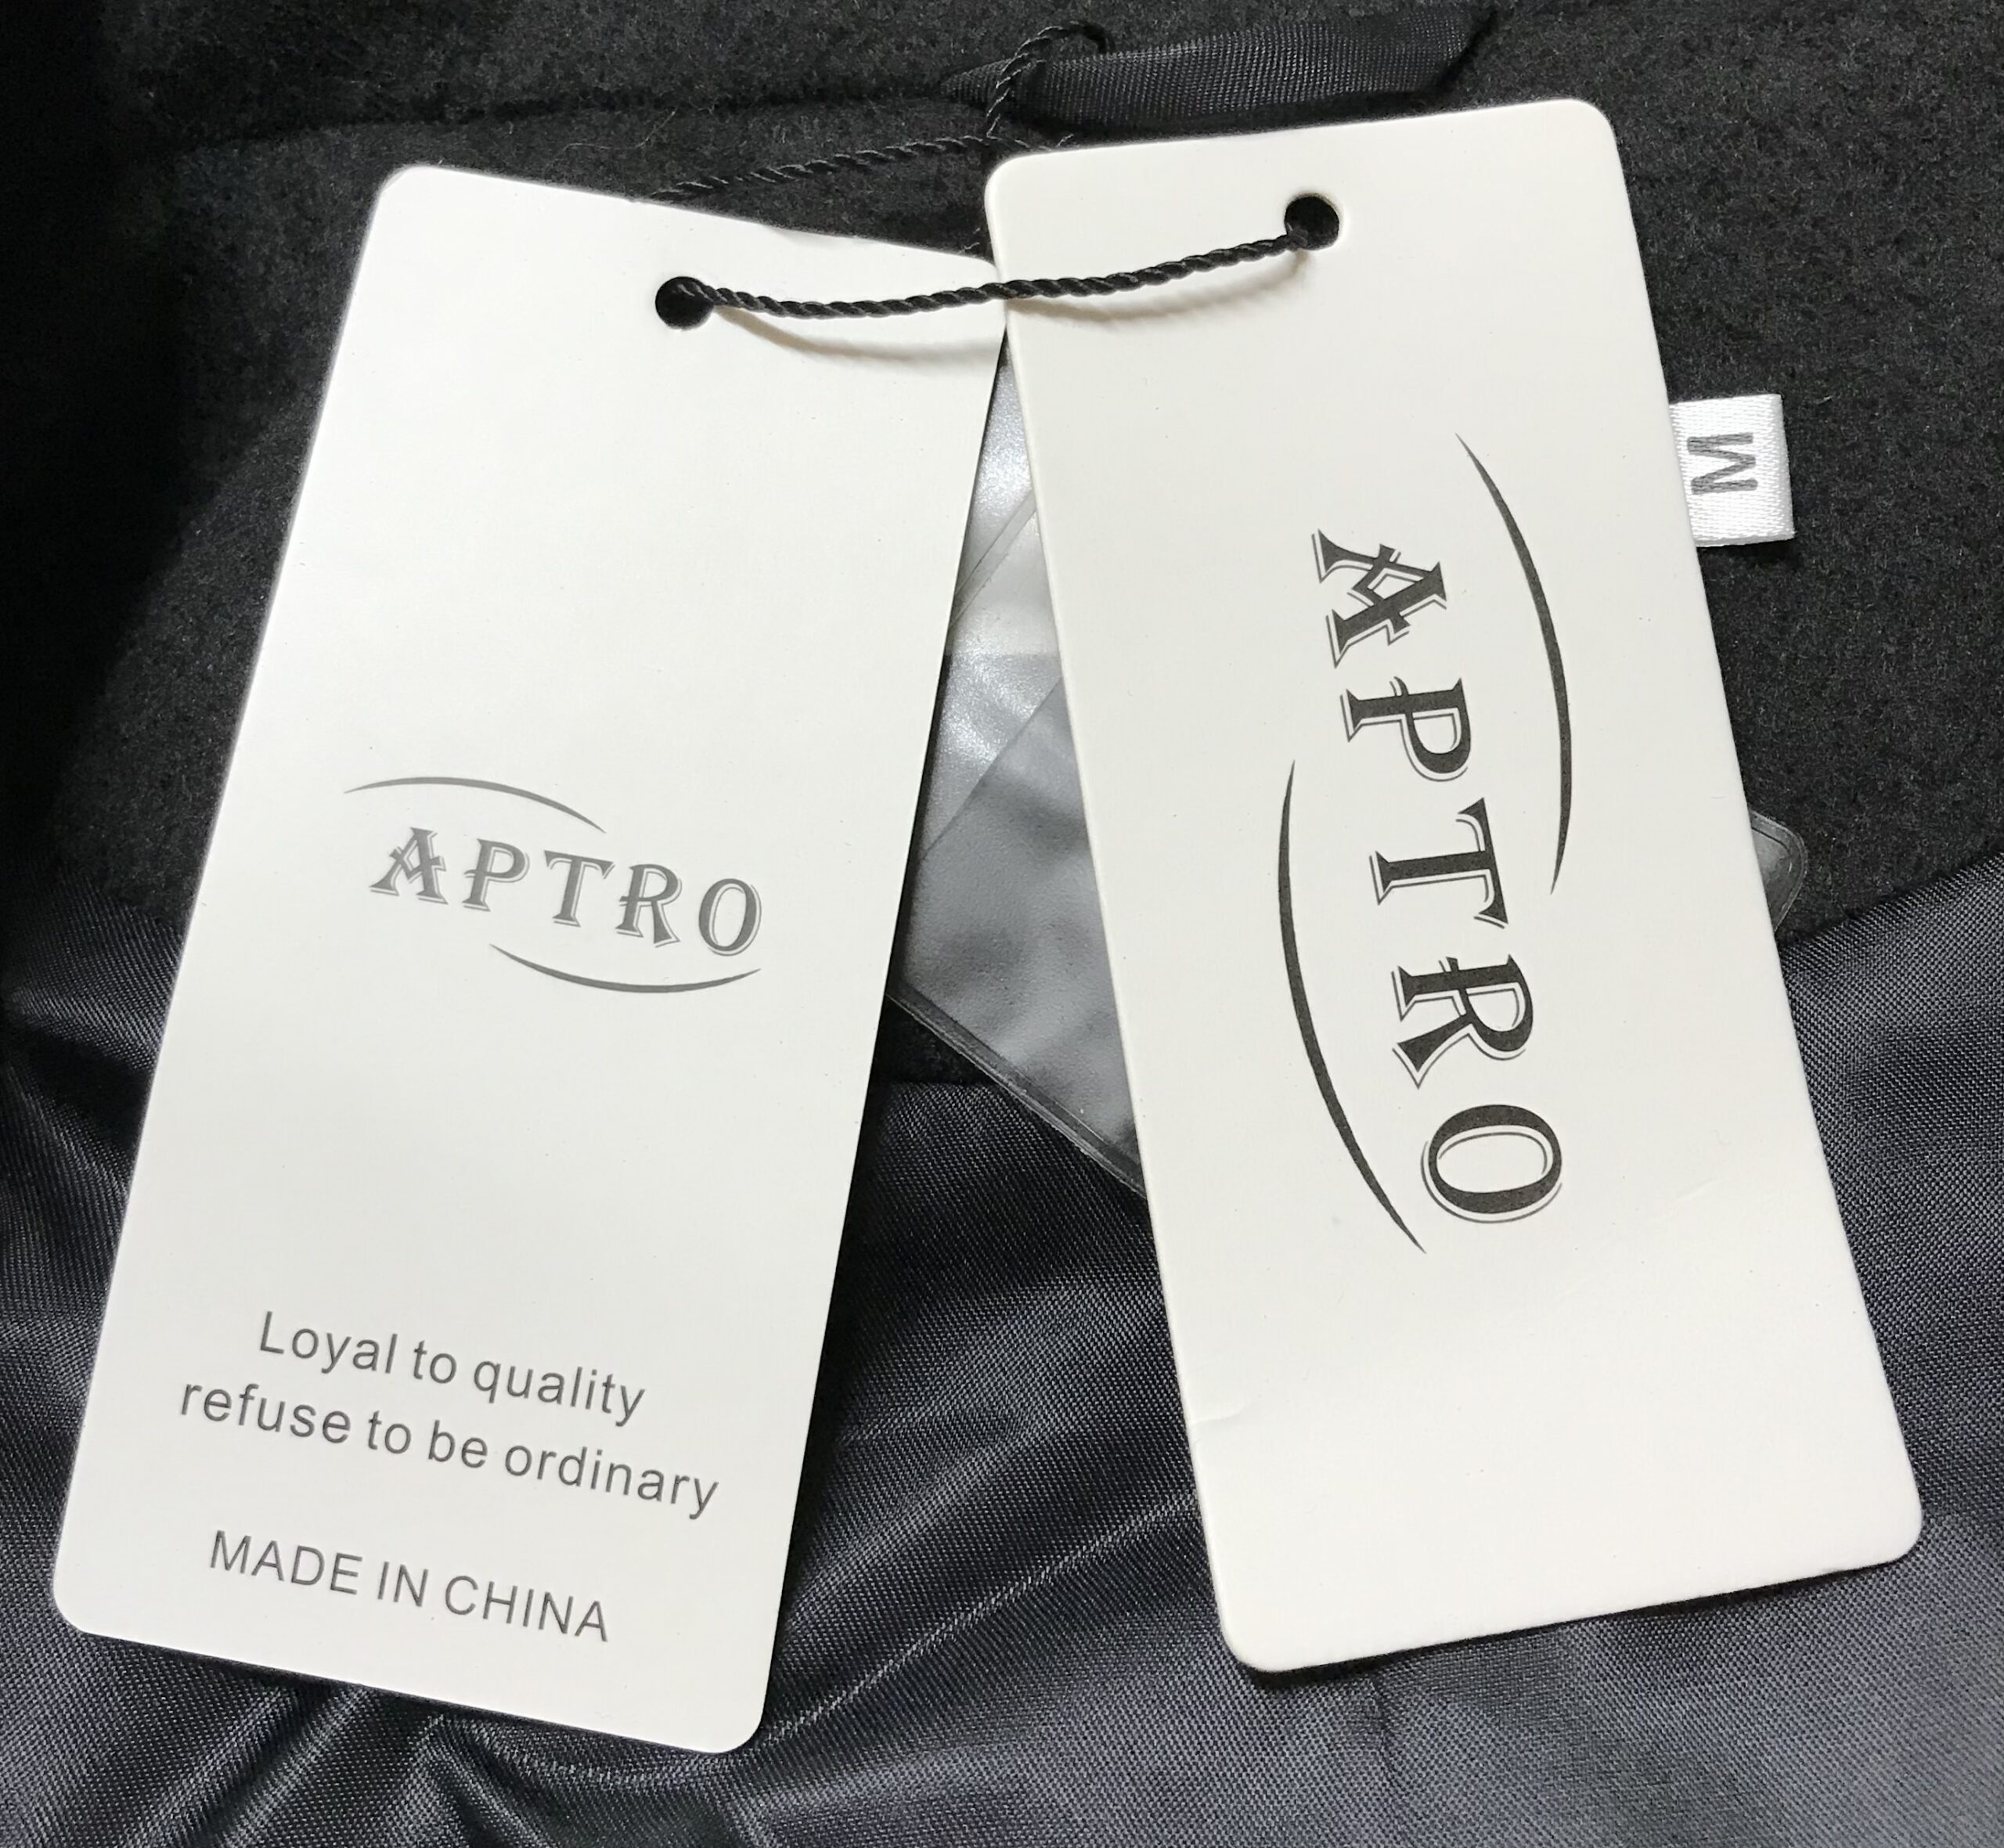 APTRO
Loyal to quality
refuse to be ordinary
MADE IN CHINA
APTRO
M